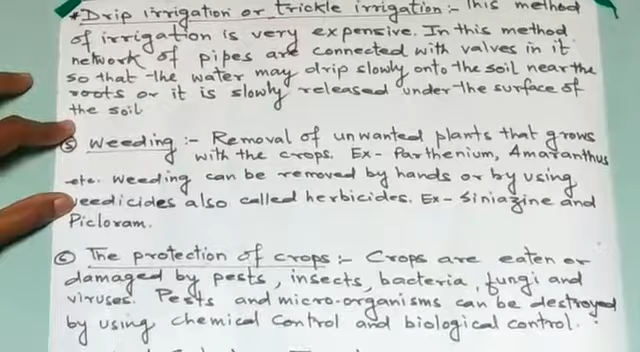 * Drip irrigation or trickle irrigation :- This method
of irrigation is very expensive. In this method
network of pipes are connected with valves in it
so that the water may drip slowly onto the soil near the
roots or it is slowly released under the surface of
the soil
⑤ Weeding :- Removal of unwanted plants that grows
with the crops. Ex - Parthenium, Amaranthus
etc. Weeding can be removed by hands or by using
weedicides also called herbicides. Ex - Siniazine and
Picloram.
⑥ The protection of crops :- Crops are eaten or
damaged by pests, insects, bacteria, fungi and
viruses. Pests and micro-organisms can be destroyed
by using chemical control and biological control.